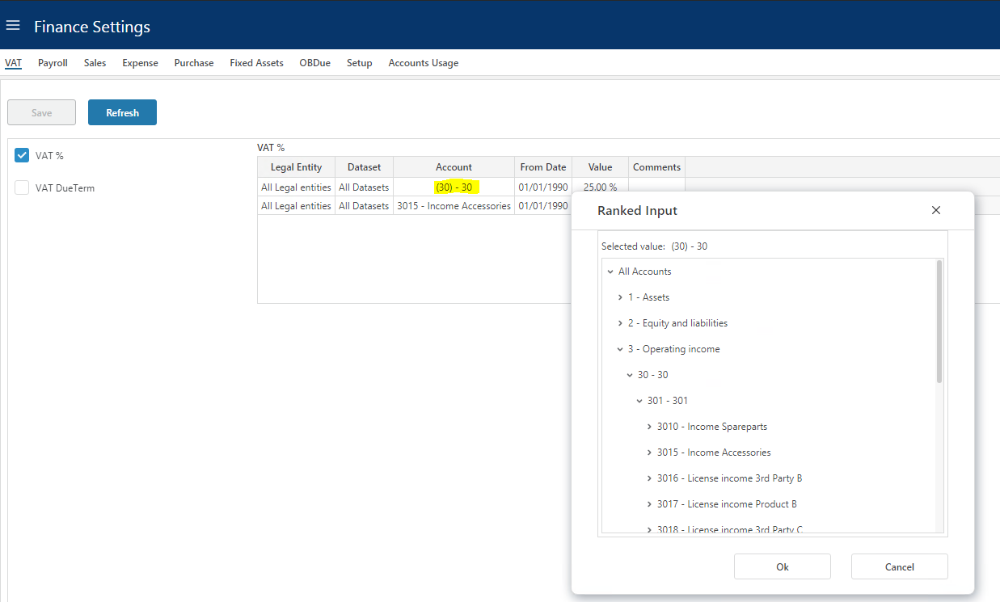 Finance Settings
VAT Payroll Sales Expense Purchase Fixed Assets OBDue Setup Accounts Usage
Save Refresh
VAT %
VAT DueTerm
VAT %
Legal Entity Dataset Account From Date Value Comments
All Legal entities All Datasets (30) - 30 01/01/1990 25.00 %
All Legal entities All Datasets 3015 - Income Accessories 01/01/1990
Ranked Input
Selected value: (30) - 30
All Accounts
1 - Assets
2 - Equity and liabilities
3 - Operating income
30 - 30
301 - 301
3010 - Income Spareparts
3015 - Income Accessories
3016 - License income 3rd Party B
3017 - License income Product B
3018 - License income 3rd Party C
Ok Cancel